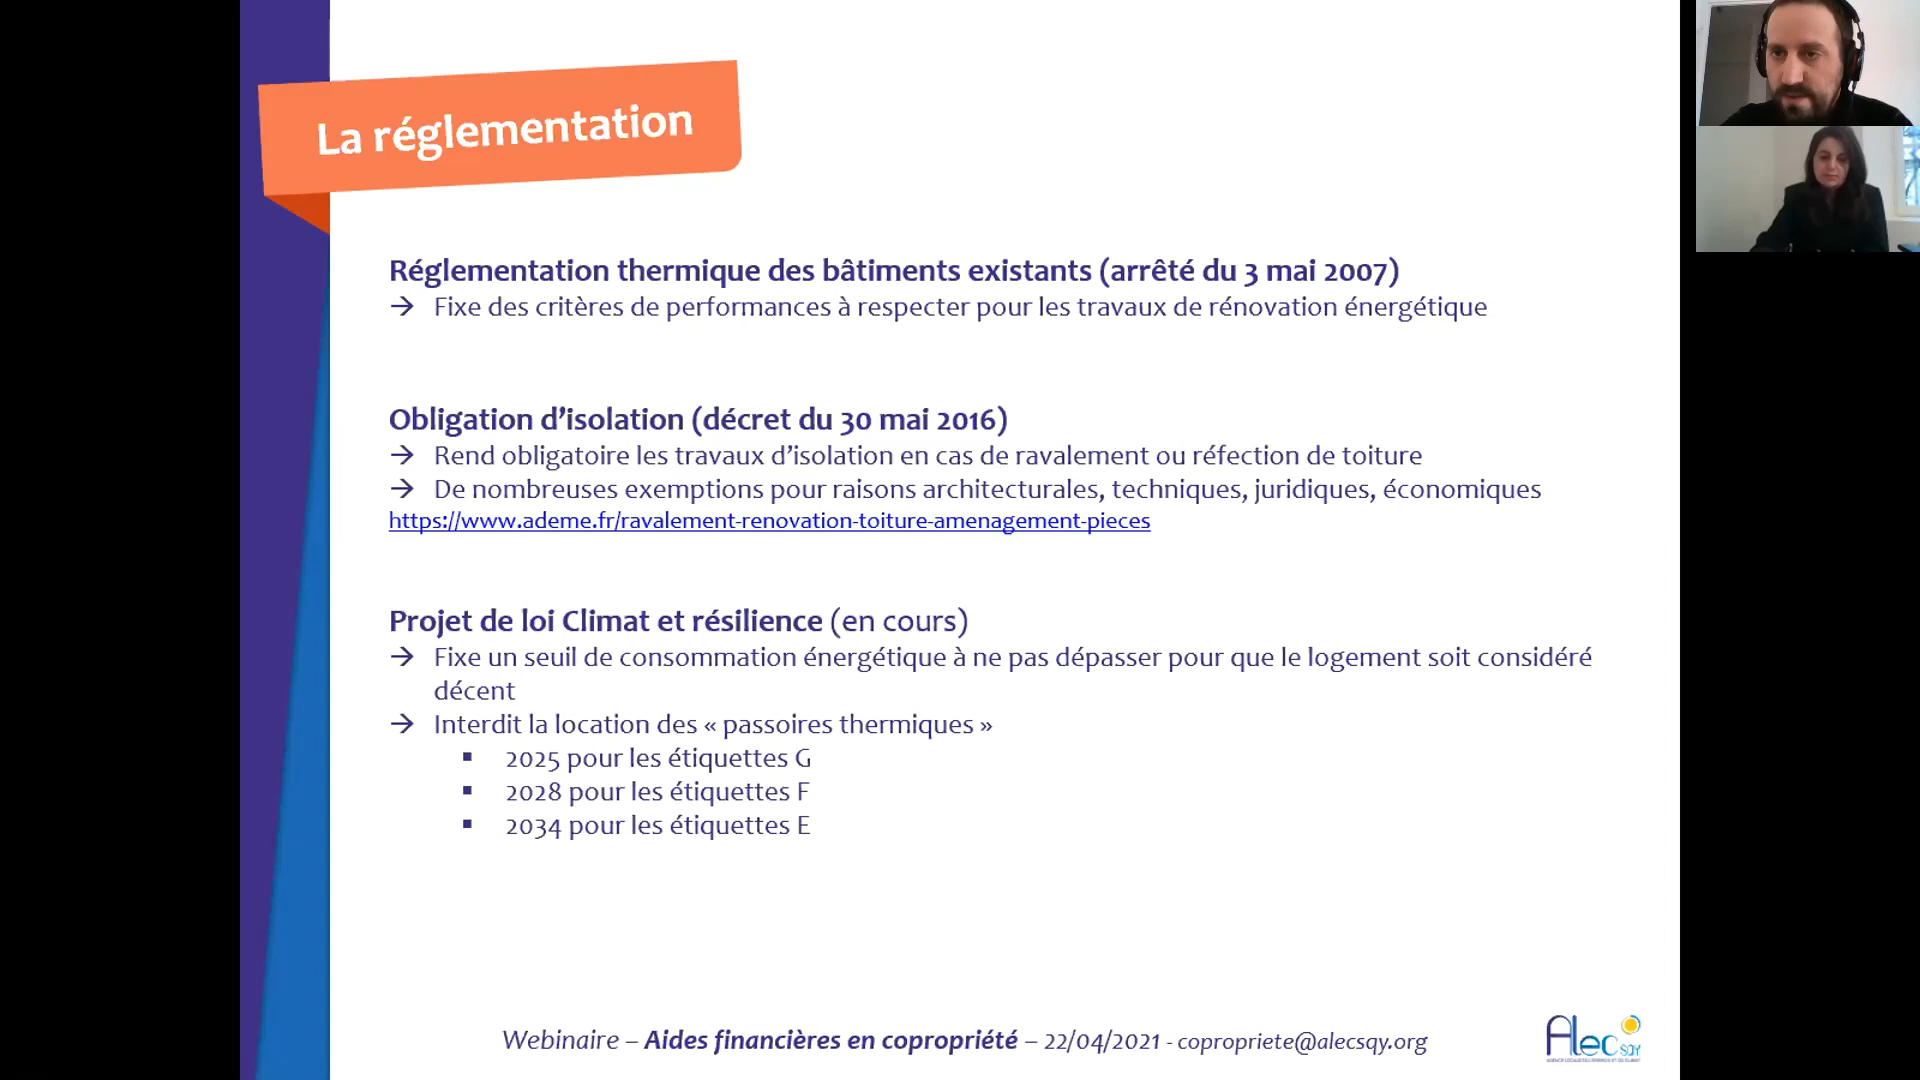 La réglementation
Réglementation thermique des bâtiments existants (arrêté du 3 mai 2007)
→ Fixe des critères de performances à respecter pour les travaux de rénovation énergétique
Obligation d’isolation (décret du 30 mai 2016)
→ Rend obligatoire les travaux d’isolation en cas de ravalement ou réfection de toiture
→ De nombreuses exemptions pour raisons architecturales, techniques, juridiques, économiques
https://www.ademe.fr/ravalement-renovation-toiture-amenagement-pieces
Projet de loi Climat et résilience (en cours)
→ Fixe un seuil de consommation énergétique à ne pas dépasser pour que le logement soit considéré
décent
→ Interdit la location des « passoires thermiques »
▪ 2025 pour les étiquettes G
▪ 2028 pour les étiquettes F
▪ 2034 pour les étiquettes E
Webinaire – Aides financières en copropriété – 22/04/2021 - copropriete@alecsqy.org
Alec SQY